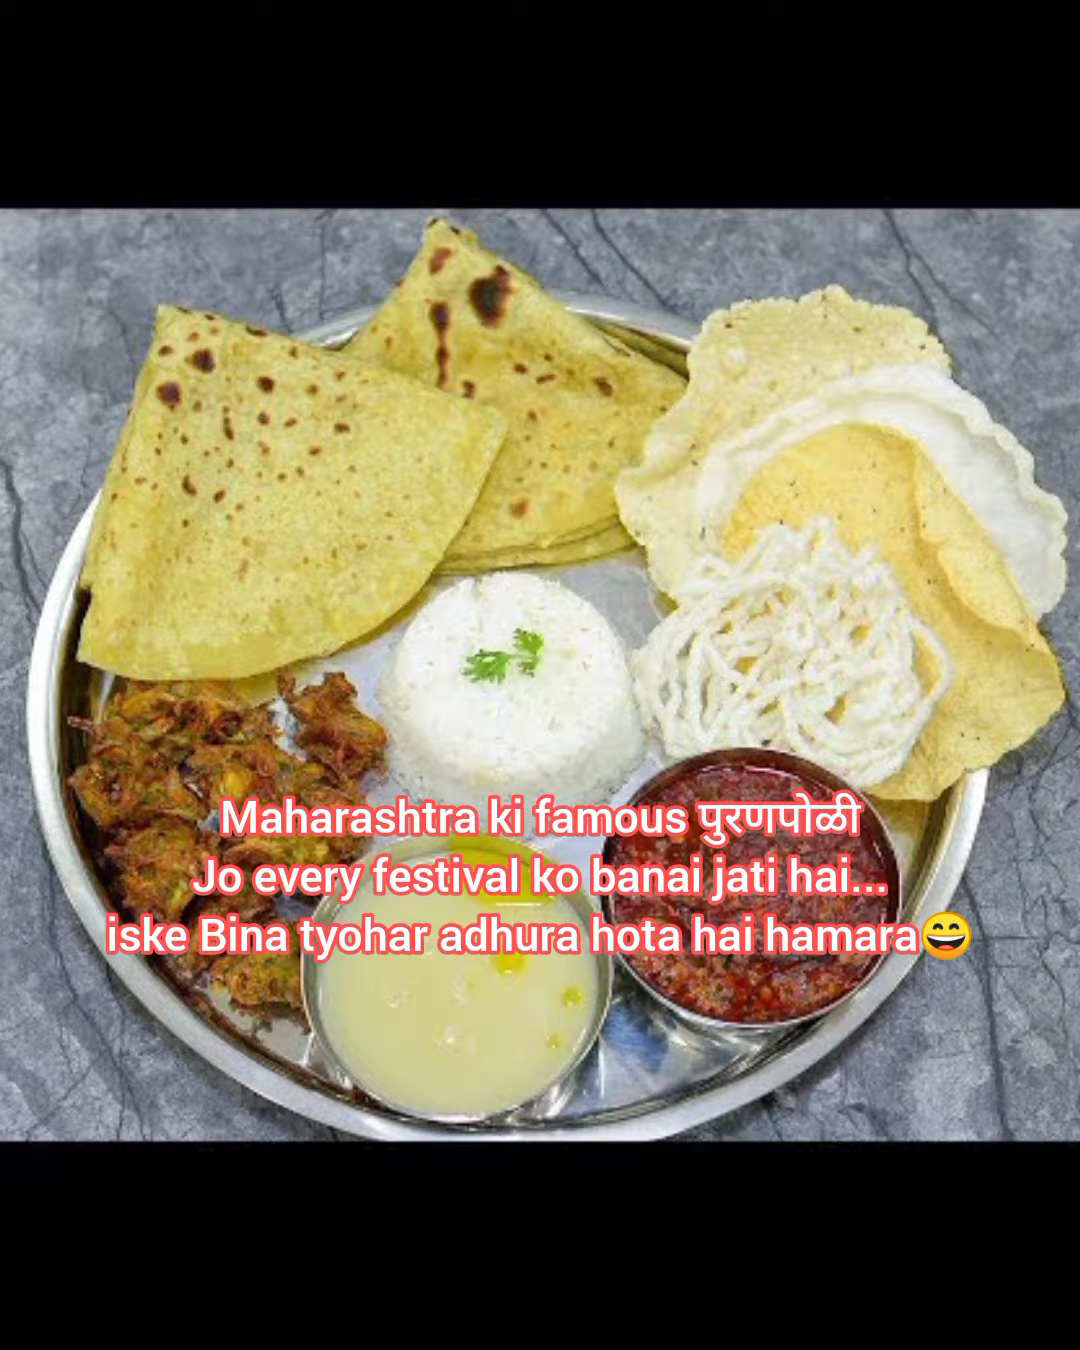 Maharashtra ki famous पुरणपोळी
Jo every festival ko banai jati hai...
iske Bina tyohar adhura hota hai hamara😄